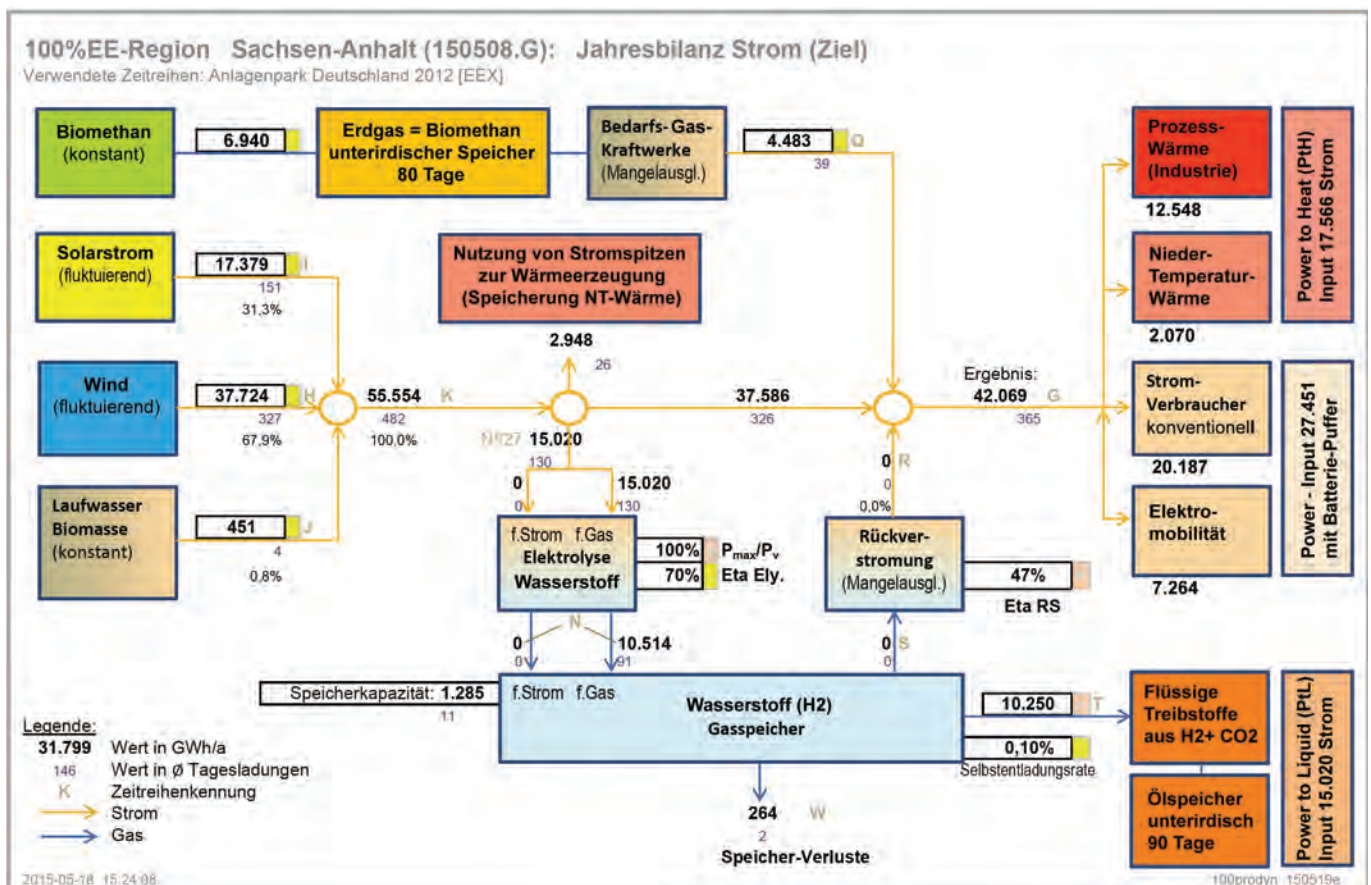 100%EE-Region Sachsen-Anhalt (150508.G): Jahresbilanz Strom (Ziel)
Verwendete Zeitreihen: Anlagenpark Deutschland 2012 [EEX]
Biomethan
(konstant)
6.940
Erdgas = Biomethan
unterirdischer Speicher
80 Tage
Bedarfs-Gas-
Kraftwerke
(Mangelausgl.)
4.483 Q
39
Prozess-
Wärme
(Industrie)
12.548
Nieder-
Temperatur-
Wärme
2.070
Power to Heat (PtH)
Input 17.566 Strom
Solarstrom
(fluktuierend)
17.379 I
151
31,3%
Nutzung von Stromspitzen
zur Wärmeerzeugung
(Speicherung NT-Wärme)
2.948
26
Wind
(fluktuierend)
37.724 H
327
67,9%
55.554 K
482
100,0%
37.586
326
Ergebnis:
42.069 G
365
Strom-
Verbraucher
konventionell
20.187
Elektro-
mobilität
7.264
Power - Input 27.451
mit Batterie-Puffer
Laufwasser
Biomasse
(konstant)
451 J
4
0,8%
15.020
130
0 15.020
0 130
f.Strom f.Gas
Elektrolyse
Wasserstoff
100% Pmax/Pv
70% Eta Ely.
0 R
0
0,0%
Rückver-
stromung
(Mangelausgl.)
47%
Eta RS
0 N 10.514
0 91
0 S
0
Speicherkapazität: 1.285
11
f.Strom f.Gas
Wasserstoff (H2)
Gasspeicher
10.250 T
0,10%
Selbstentladungsrate
264 W
2
Speicher-Verluste
Flüssige
Treibstoffe
aus H2+ CO2
Ölspeicher
unterirdisch
90 Tage
Power to Liquid (PtL)
Input 15.020 Strom
Legende:
31.799 Wert in GWh/a
146 Wert in Ø Tagesladungen
K Zeitreihenkennung
Strom
Gas
2015-05-18 15:24:08
100prodyn_150519e